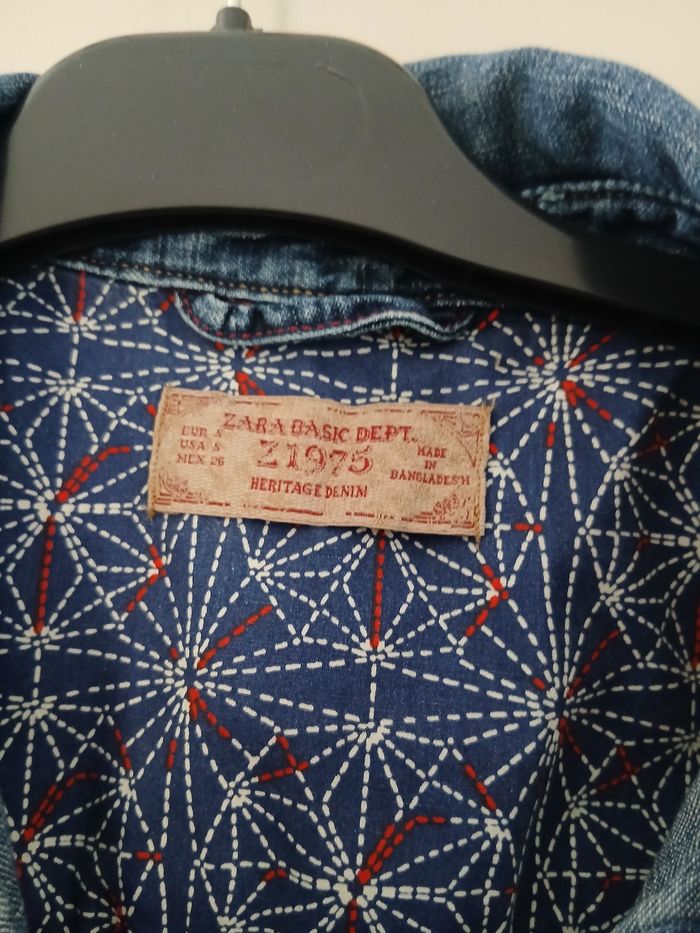 ZARA BASIC DEPT.
EUR S
USA S
MEX 26
Z1975
MADE
IN
BANGLADESH
HERITAGE DENIM